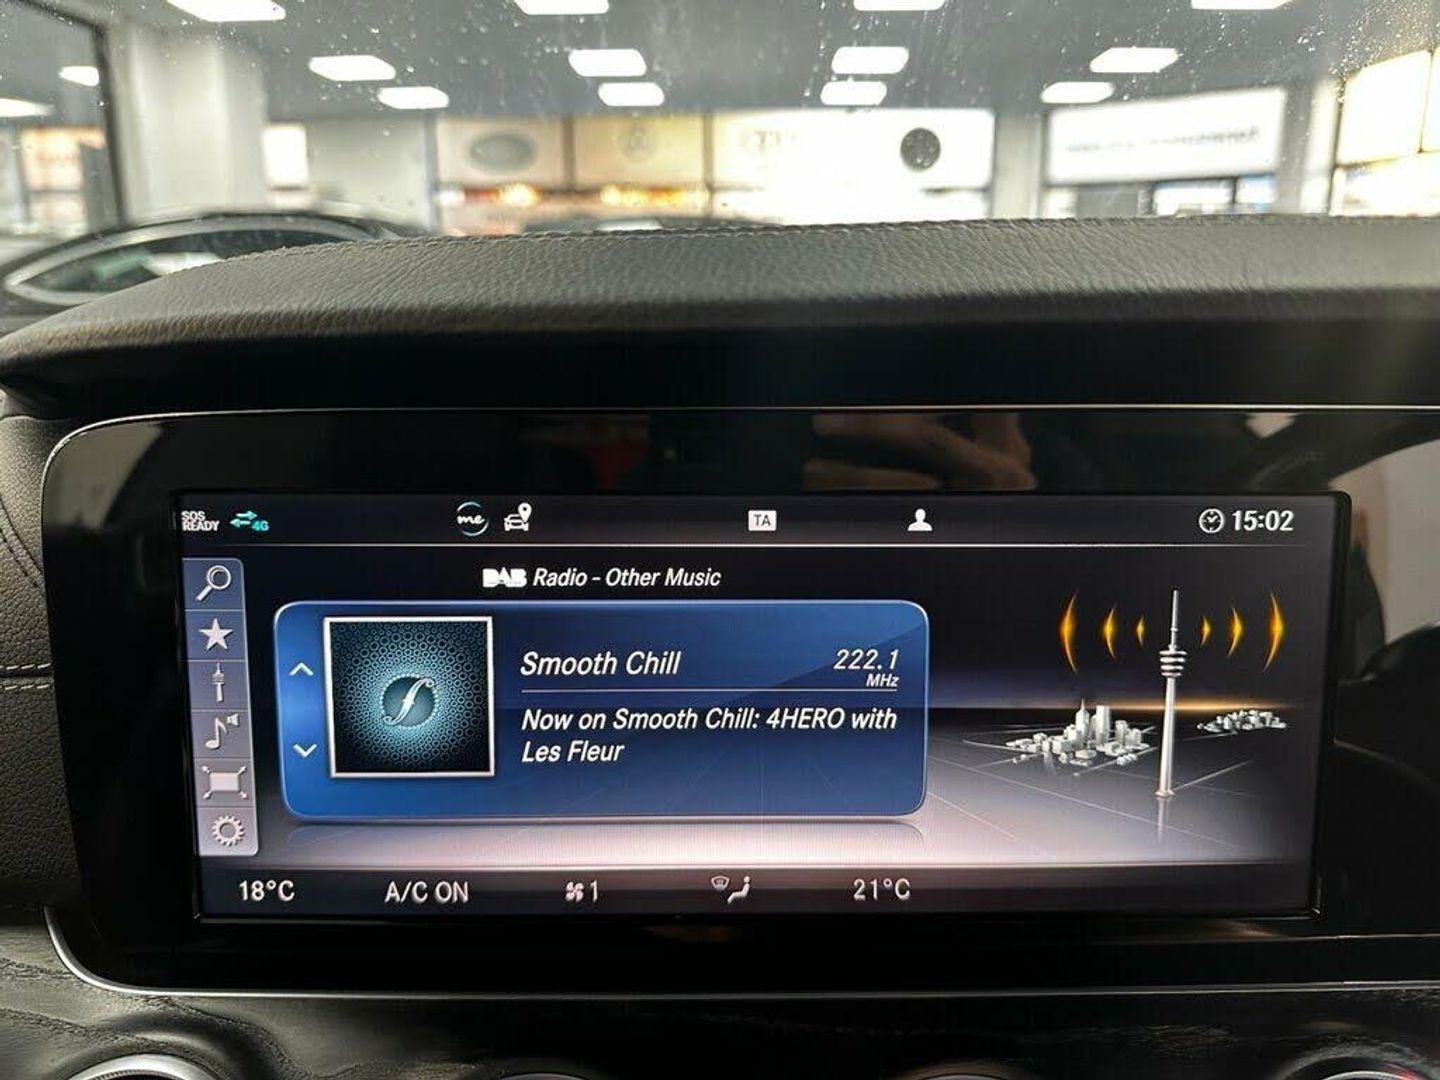 SOS
READY
4G
me
TA
15:02
DAB Radio - Other Music
Smooth Chill
222.1
MHz
Now on Smooth Chill: 4HERO with
Les Fleur
18°C
A/C ON
1
21°C